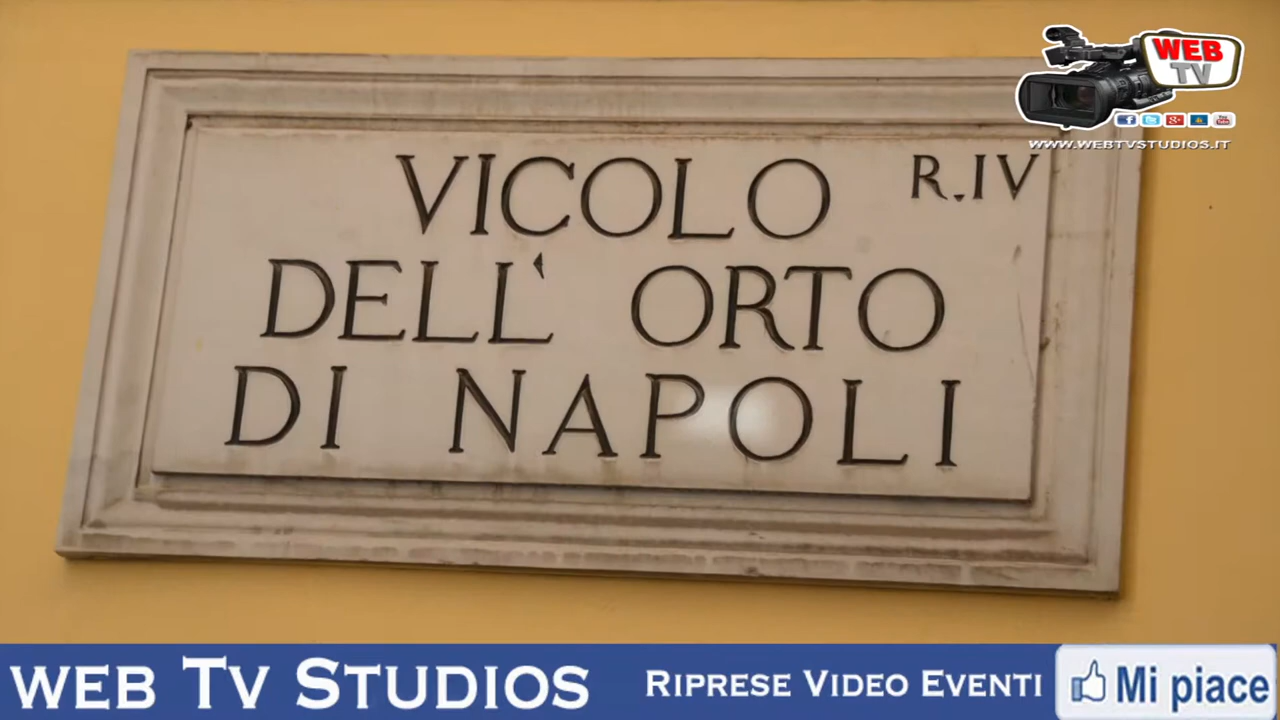 WEB
TV
WWW.WEBTVSTUDIOS.IT
VICOLO R.IV
DELL' ORTO
DI NAPOLI
WEB TV STUDIOS RIPRESE VIDEO EVENTI Mi piace